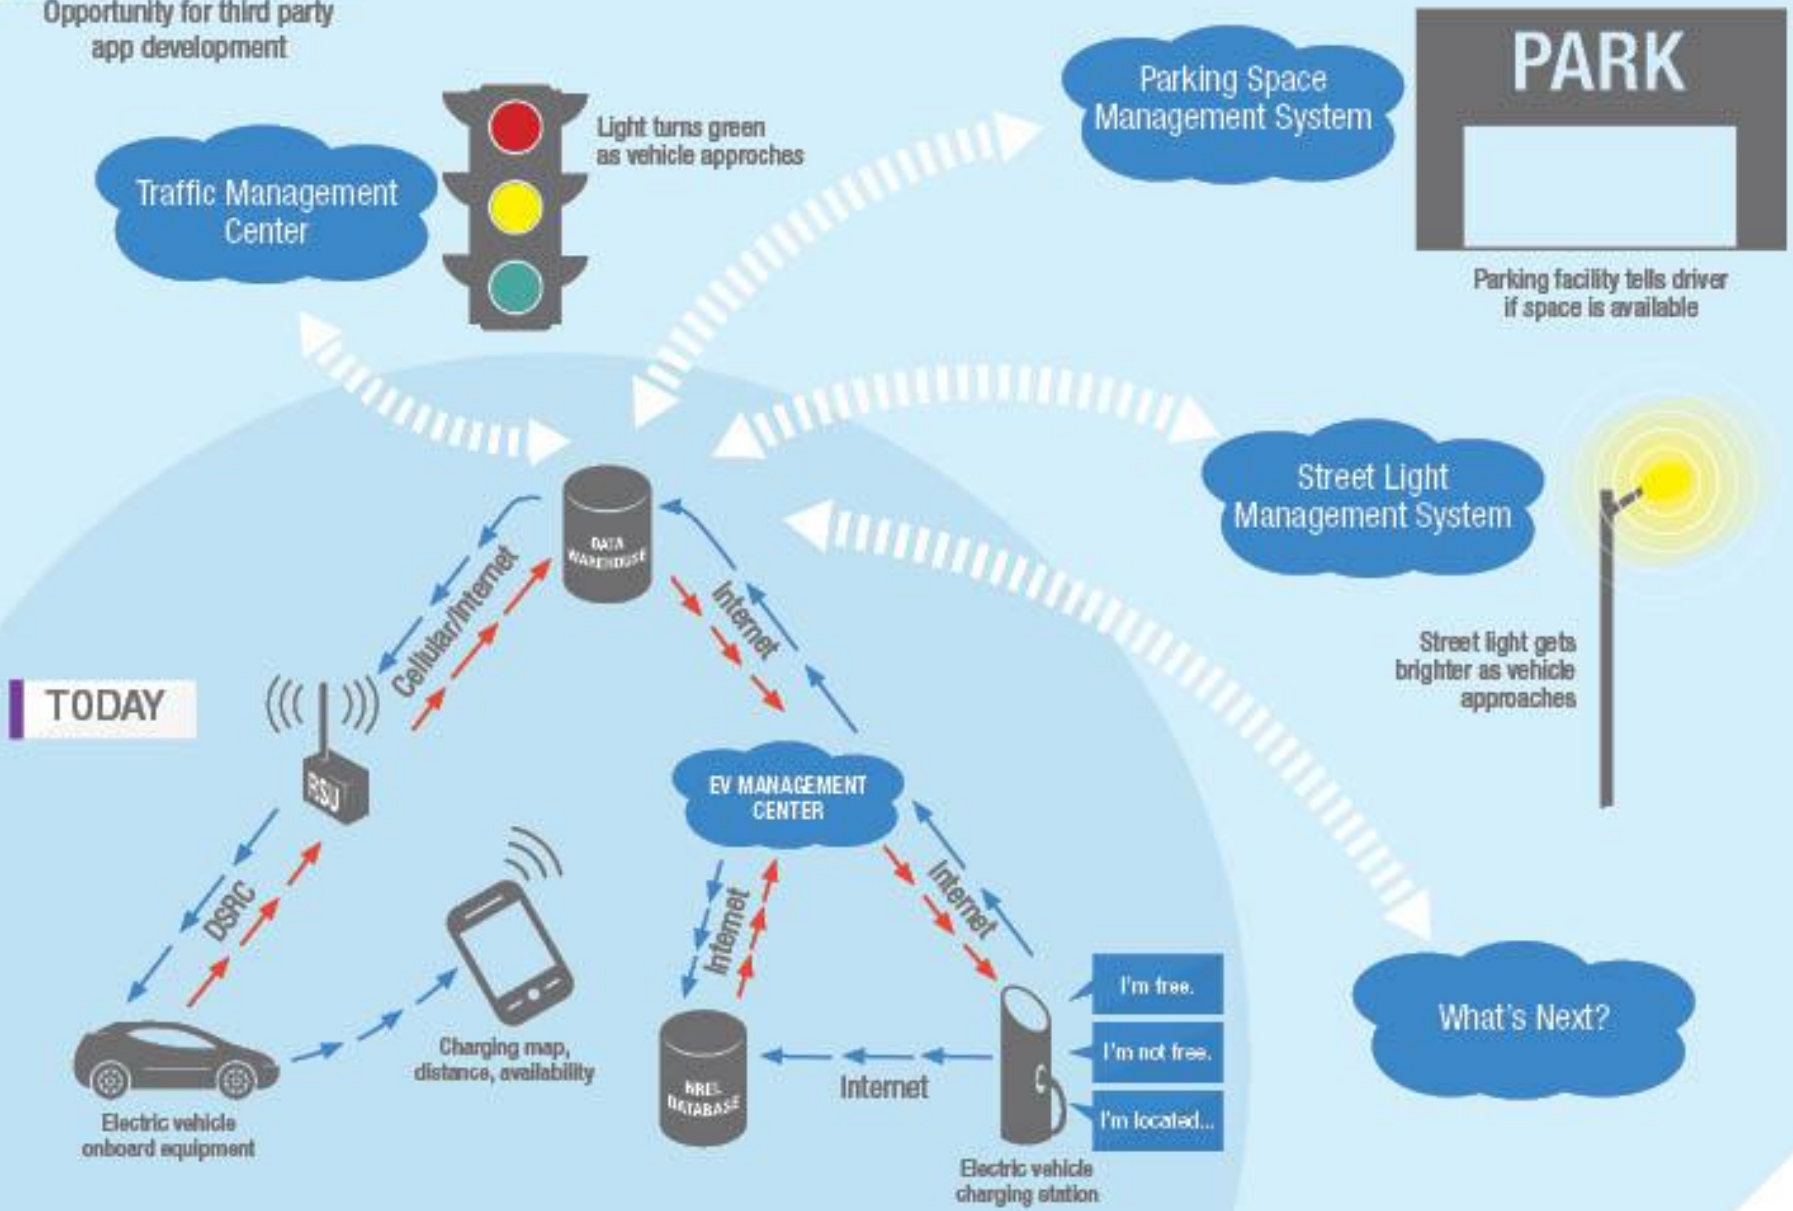 Opportunity for third party
app development
Traffic Management
Center
Light turns green
as vehicle approches
Parking Space
Management System
PARK
Parking facility tells driver
if space is available
Street Light
Management System
Street light gets
brighter as vehicle
approaches
DATA
WAREHOUSE
Cellular/Internet
Internet
TODAY
RSU
EV MANAGEMENT
CENTER
DSRC
Internet
Internet
Charging map,
distance, availability
Electric vehicle
onboard equipment
NREL
DATABASE
Internet
I'm free.
I'm not free.
I'm located...
Electric vehicle
charging station
What's Next?